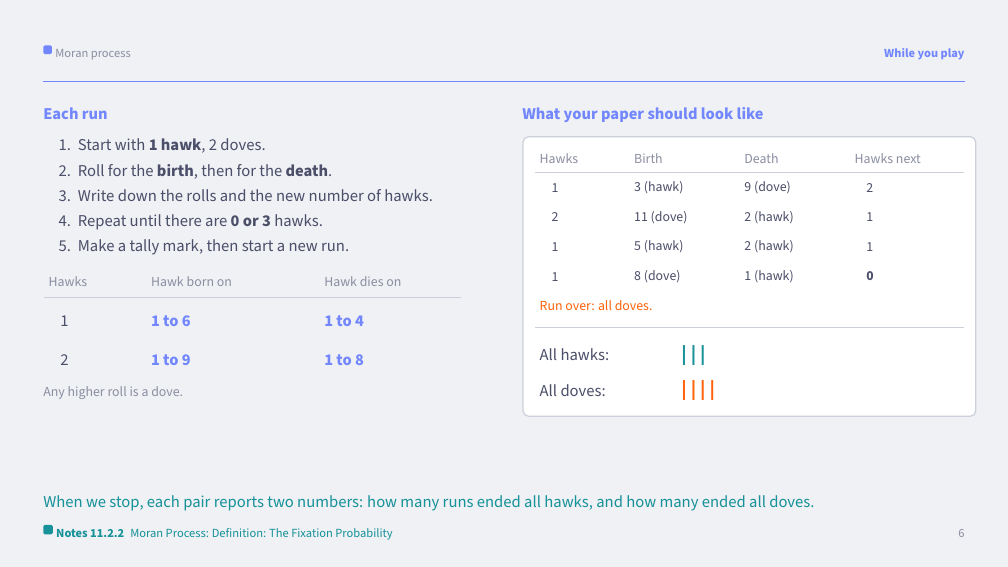 Moran process
While you play
Each run
1. Start with 1 hawk, 2 doves.
2. Roll for the birth, then for the death.
3. Write down the rolls and the new number of hawks.
4. Repeat until there are 0 or 3 hawks.
5. Make a tally mark, then start a new run.
Hawks Hawk born on Hawk dies on
1 1 to 6 1 to 4
2 1 to 9 1 to 8
Any higher roll is a dove.
What your paper should look like
Hawks Birth Death Hawks next
1 3 (hawk) 9 (dove) 2
2 11 (dove) 2 (hawk) 1
1 5 (hawk) 2 (hawk) 1
1 8 (dove) 1 (hawk) 0
Run over: all doves.
All hawks: |||
All doves: ||||
When we stop, each pair reports two numbers: how many runs ended all hawks, and how many ended all doves.
Notes 11.2.2 Moran Process: Definition: The Fixation Probability
6